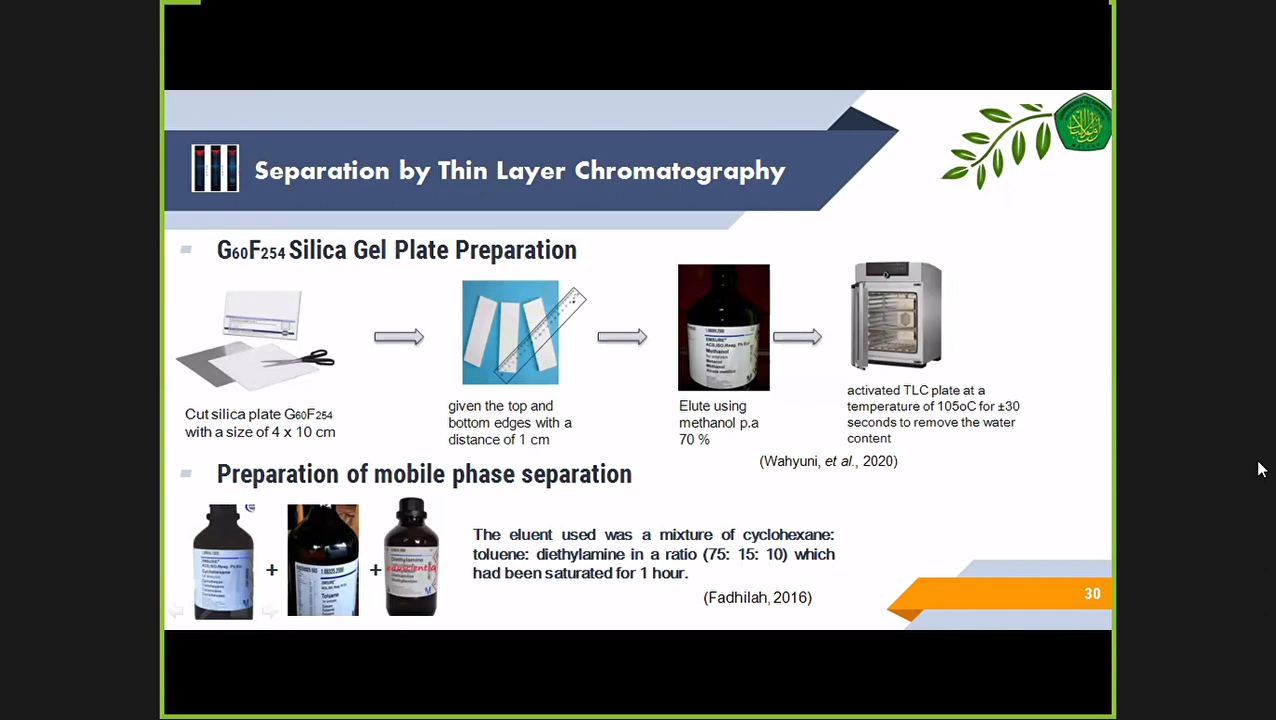 Separation by Thin Layer Chromatography
G60F254 Silica Gel Plate Preparation
Cut silica plate G60F254
with a size of 4 x 10 cm
given the top and
bottom edges with a
distance of 1 cm
Methanol
Elute using
methanol p.a
70 %
activated TLC plate at a
temperature of 105oC for ±30
seconds to remove the water
content
(Wahyuni, et al., 2020)
Preparation of mobile phase separation
Cyclohexane
+
Toluene
+
Diethylamine
The eluent used was a mixture of cyclohexane:
toluene: diethylamine in a ratio (75: 15: 10) which
had been saturated for 1 hour.
(Fadhilah, 2016)
30